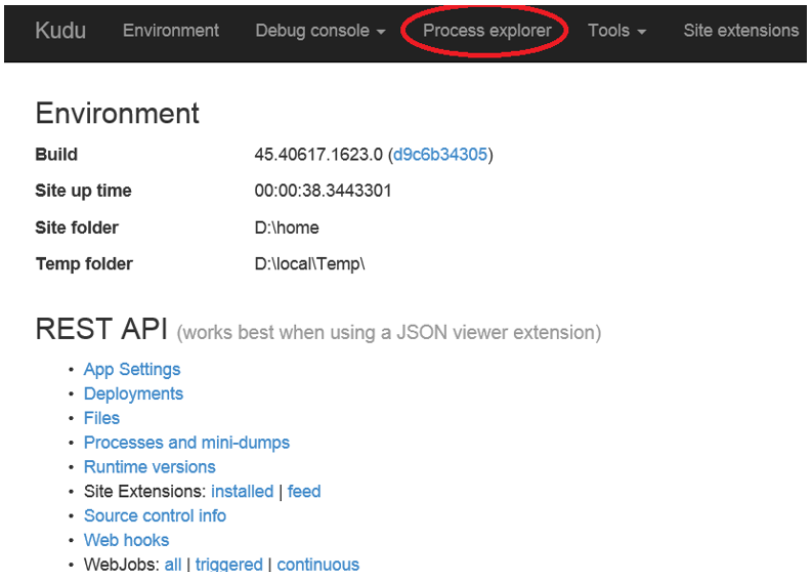 Kudu Environment Debug console Process explorer Tools Site extensions
Environment
Build 45.40617.1623.0 (d9c6b34305)
Site up time 00:00:38.3443301
Site folder D:\home
Temp folder D:\local\Temp\
REST API (works best when using a JSON viewer extension)
• App Settings
• Deployments
• Files
• Processes and mini-dumps
• Runtime versions
• Site Extensions: installed | feed
• Source control info
• Web hooks
• WebJobs: all | triggered | continuous